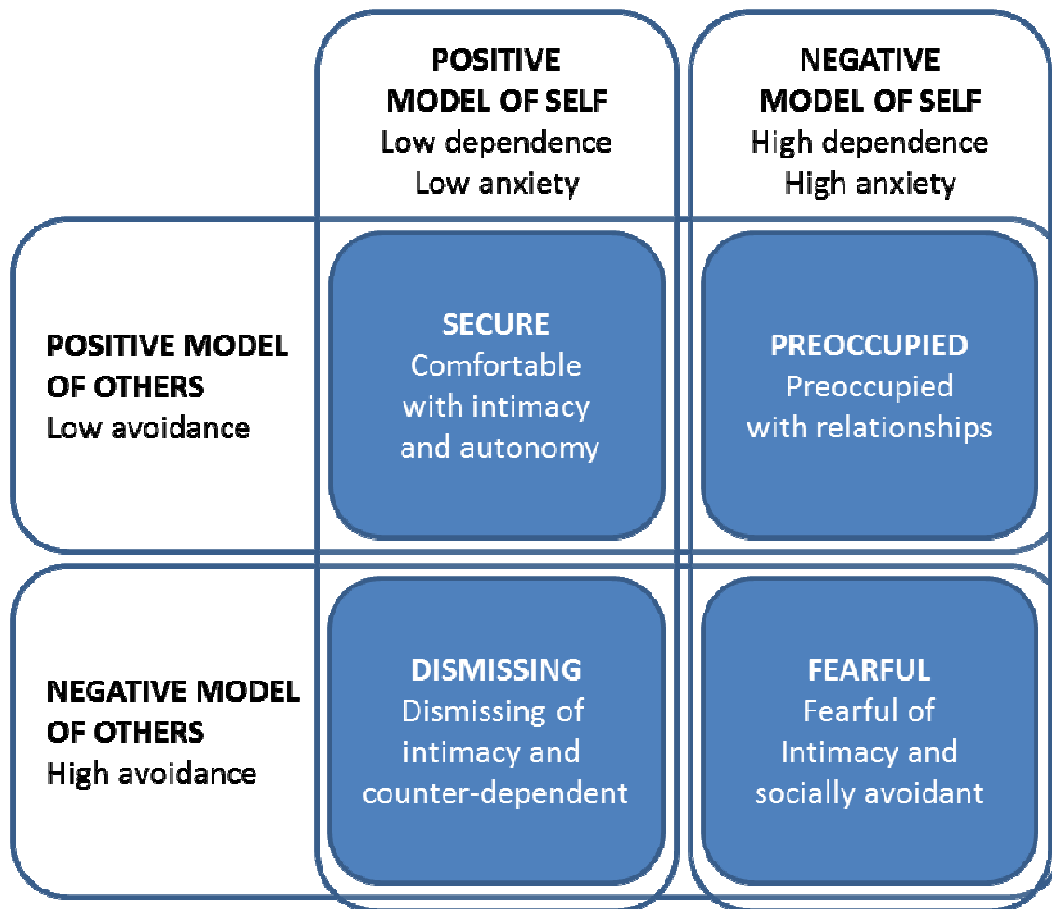 POSITIVE
MODEL OF SELF
Low dependence
Low anxiety
NEGATIVE
MODEL OF SELF
High dependence
High anxiety
POSITIVE MODEL
OF OTHERS
Low avoidance
SECURE
Comfortable
with intimacy
and autonomy
PREOCCUPIED
Preoccupied
with relationships
NEGATIVE MODEL
OF OTHERS
High avoidance
DISMISSING
Dismissing of
intimacy and
counter-dependent
FEARFUL
Fearful of
Intimacy and
socially avoidant